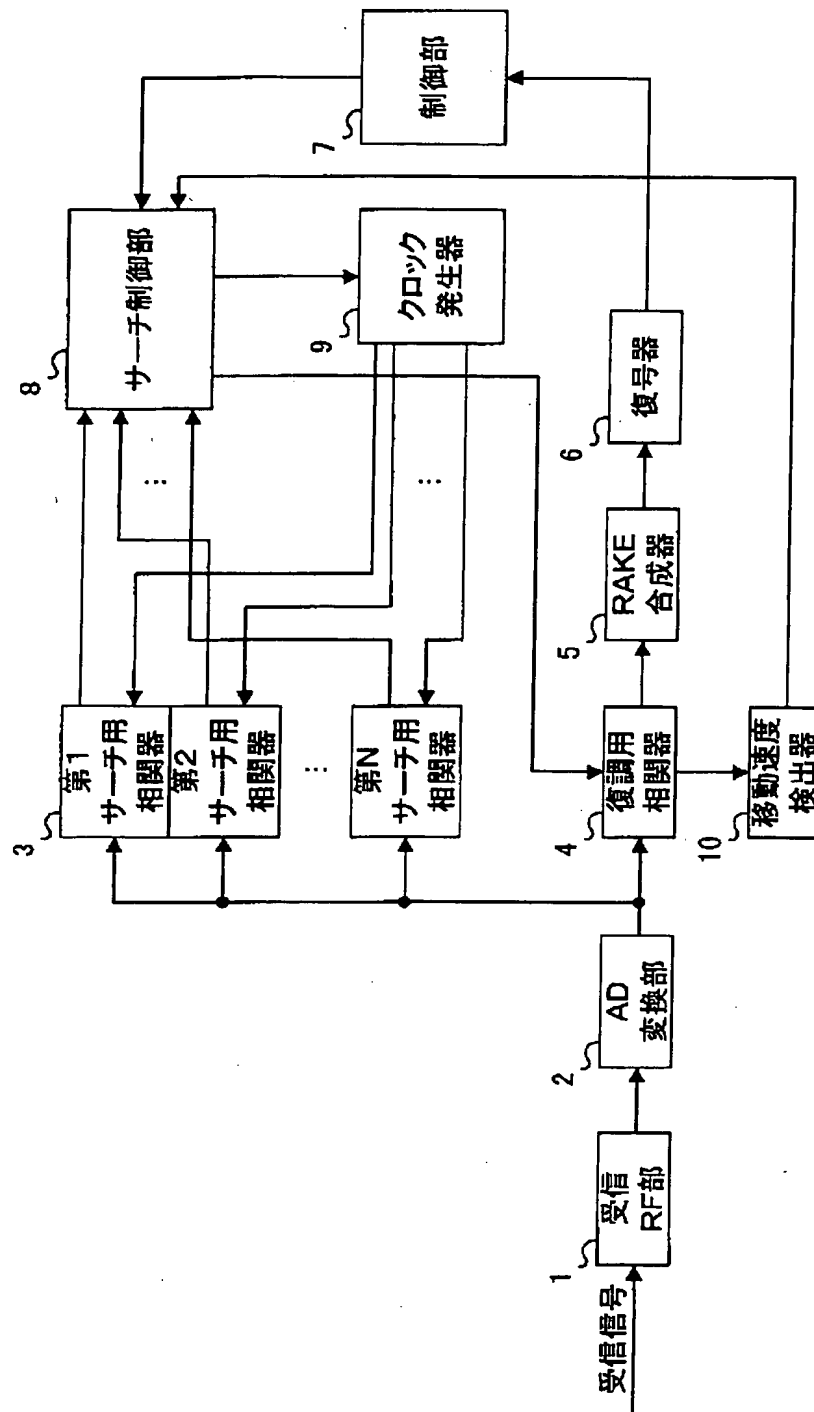 受信信号
1
受信
RF部
2
AD
変換部
3
第1
サーチ用
相関器
第2
サーチ用
相関器
⋮
第N
サーチ用
相関器
4
復調用
相関器
5
RAKE
合成器
6
復号器
7
制御部
8
サーチ制御部
⋮
9
クロック
発生器
⋮
10
移動速度
検出器